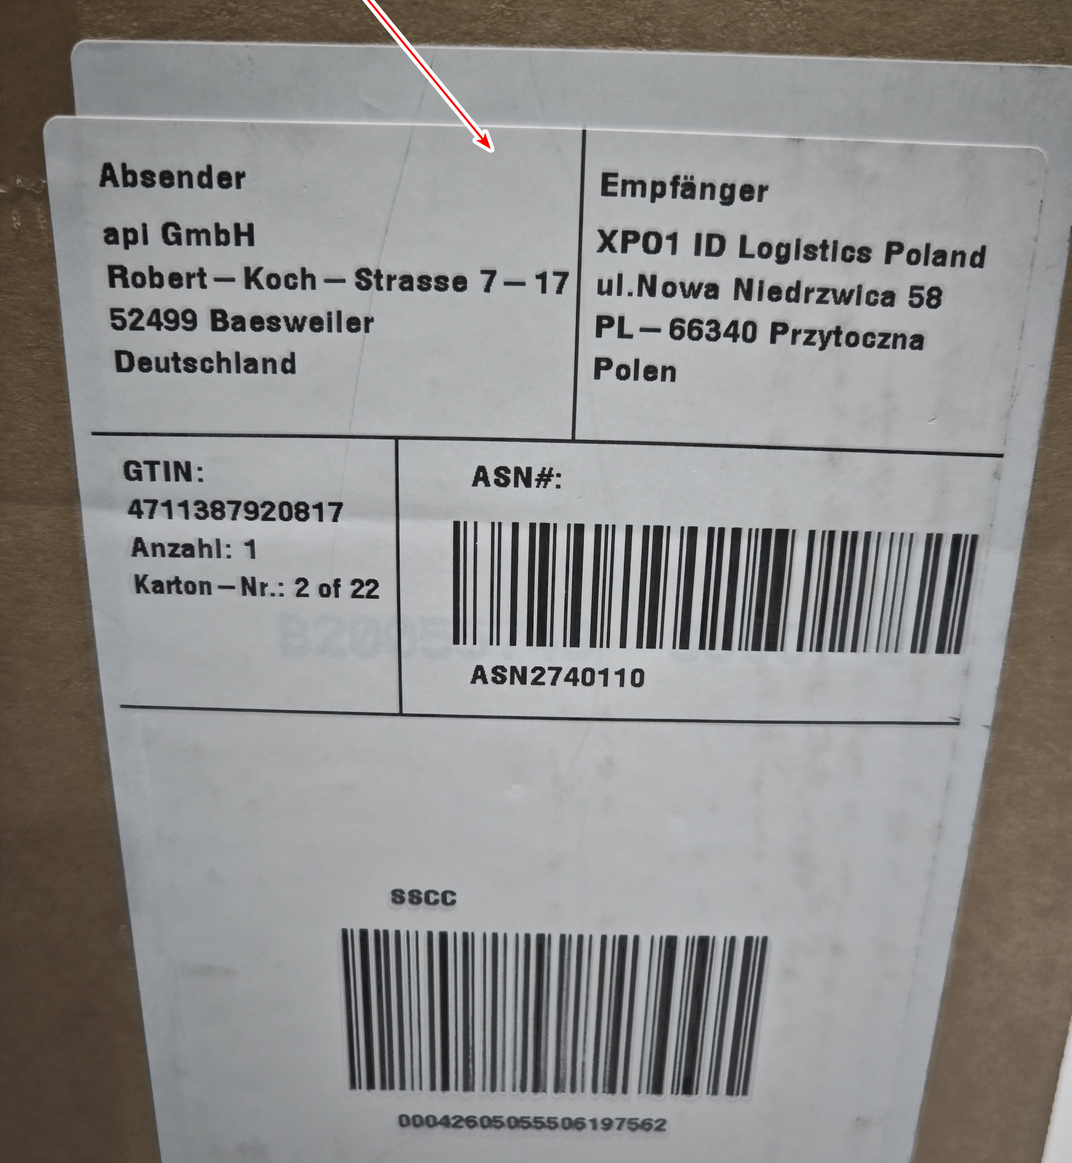 Absender
api GmbH
Robert-Koch-Strasse 7-17
52499 Baesweiler
Deutschland
Empfänger
XPO1 ID Logistics Poland
ul.Nowa Niedrzwica 58
PL-66340 Przytoczna
Polen
GTIN:
4711387920817
Anzahl: 1
Karton-Nr.: 2 of 22
ASN#:
ASN2740110
SSCC
00042605055506197562